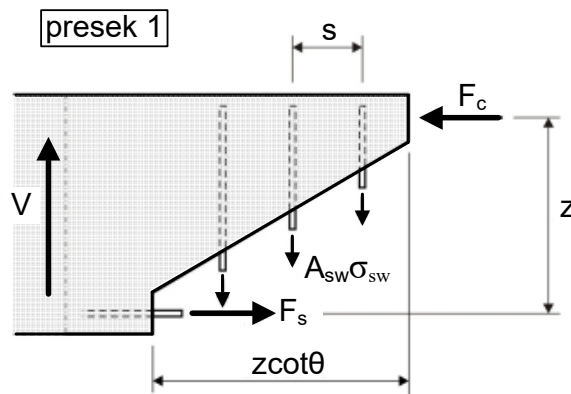 presek 1
s
F_c
V
z
A_swσ_sw
F_s
zcotθ